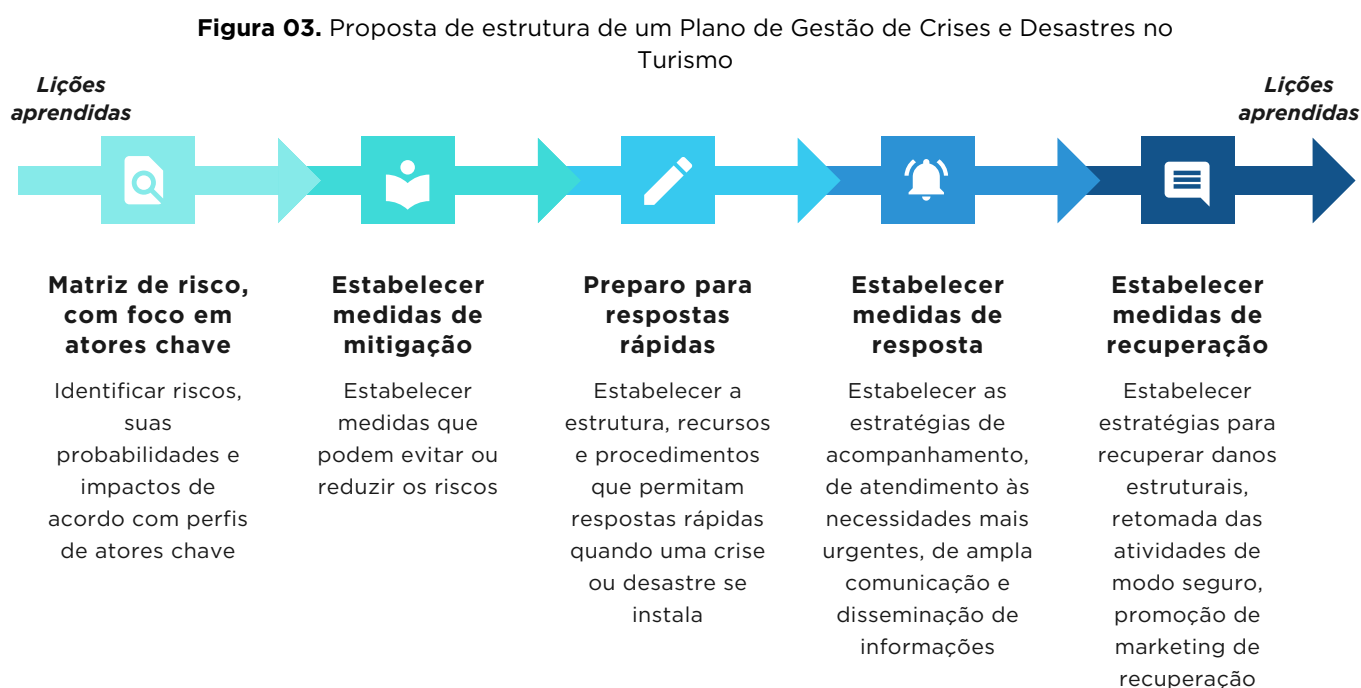 Figura 03. Proposta de estrutura de um Plano de Gestão de Crises e Desastres no
Turismo
Lições
aprendidas
Lições
aprendidas
Matriz de risco,
com foco em
atores chave
Identificar riscos,
suas
probabilidades e
impactos de
acordo com perfis
de atores chave
Estabelecer
medidas de
mitigação
Estabelecer
medidas que
podem evitar ou
reduzir os riscos
Preparo para
respostas
rápidas
Estabelecer a
estrutura, recursos
e procedimentos
que permitam
respostas rápidas
quando uma crise
ou desastre se
instala
Estabelecer
medidas de
resposta
Estabelecer as
estratégias de
acompanhamento,
de atendimento às
necessidades mais
urgentes, de ampla
comunicação e
disseminação de
informações
Estabelecer
medidas de
recuperação
Estabelecer
estratégias para
recuperar danos
estruturais,
retomada das
atividades de
modo seguro,
promoção de
marketing de
recuperação